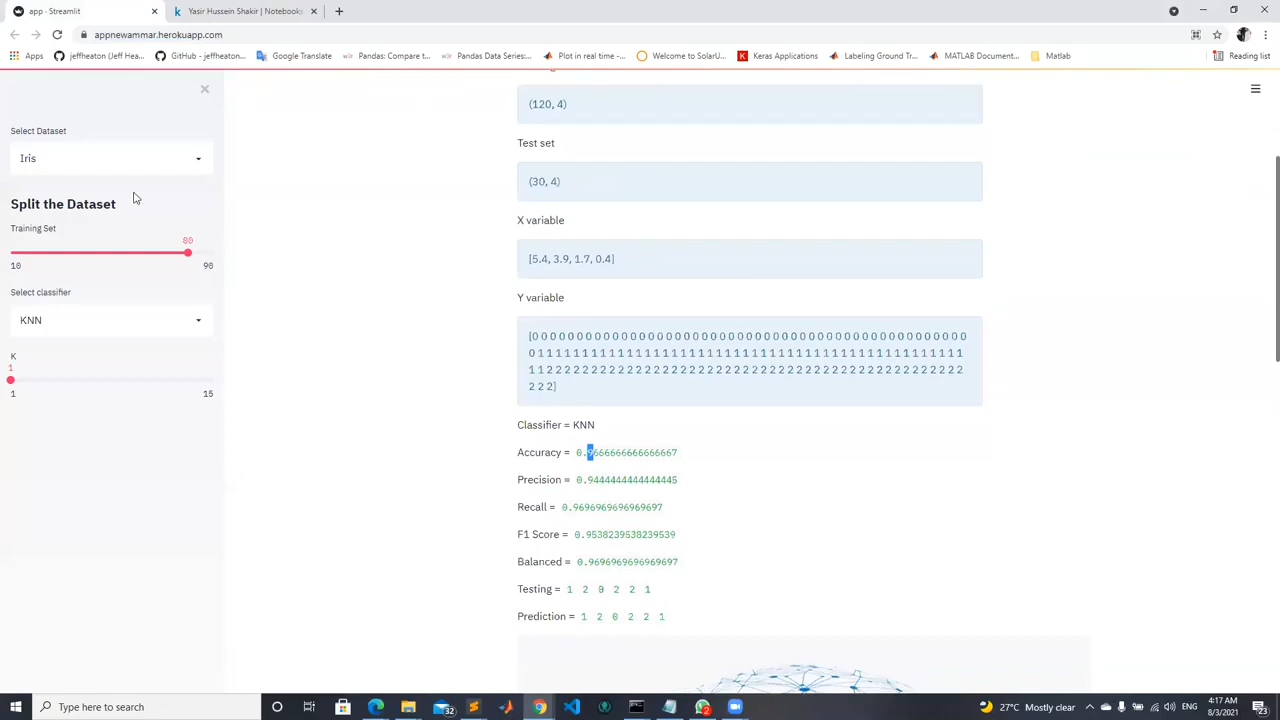 app - Streamlit
Yasir Hussein Shakir | Notebooks
appnewammar.herokuapp.com
Apps
jeffheaton (Jeff Hea...
GitHub - jeffheaton...
Google Translate
Pandas: Compare t...
Pandas Data Series:...
Plot in real time -...
Welcome to SolarU...
Keras Applications
Labeling Ground Tr...
MATLAB Document...
Matlab
Reading list
Select Dataset
Iris
Split the Dataset
Training Set
80
10 90
Select classifier
KNN
K
1
1 15
(120, 4)
Test set
(30, 4)
X variable
[5.4, 3.9, 1.7, 0.4]
Y variable
[0 0 0 0 0 0 0 0 0 0 0 0 0 0 0 0 0 0 0 0 0 0 0 0 0 0 0 0 0 0 0 0 0 0 0 0 0 0 0 0 0 0 0 0 0 0 0 0 0
0 1 1 1 1 1 1 1 1 1 1 1 1 1 1 1 1 1 1 1 1 1 1 1 1 1 1 1 1 1 1 1 1 1 1 1 1 1 1 1 1 1 1 1 1 1 1 1 1
1 1 2 2 2 2 2 2 2 2 2 2 2 2 2 2 2 2 2 2 2 2 2 2 2 2 2 2 2 2 2 2 2 2 2 2 2 2 2 2 2 2 2 2 2 2 2 2 2
2 2 2]
Classifier = KNN
Accuracy = 0.9666666666666667
Precision = 0.9444444444444445
Recall = 0.9696969696969697
F1 Score = 0.9538239538239539
Balanced = 0.9696969696969697
Testing = 1 2 0 2 2 1
Prediction = 1 2 0 2 2 1
Type here to search
32
2
27°C Mostly clear
ENG
4:17 AM
8/3/2021
23